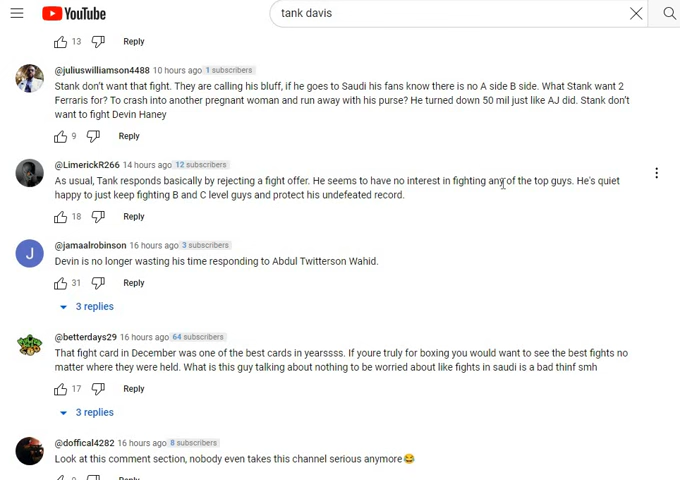 YouTube
tank davis
13 Reply
@juliuswilliamson4488 10 hours ago 1 subscribers
Stank don't want that fight. They are calling his bluff, if he goes to Saudi his fans know there is no A side B side. What Stank want 2
Ferraris for? To crash into another pregnant woman and run away with his purse? He turned down 50 mil just like AJ did. Stank don't
want to fight Devin Haney
9 Reply
@LimerickR266 14 hours ago 12 subscribers
As usual, Tank responds basically by rejecting a fight offer. He seems to have no interest in fighting any of the top guys. He's quiet
happy to just keep fighting B and C level guys and protect his undefeated record.
18 Reply
J
@jamaalrobinson 16 hours ago 3 subscribers
Devin is no longer wasting his time responding to Abdul Twitterson Wahid.
31 Reply
3 replies
@betterdays29 16 hours ago 64 subscribers
That fight card in December was one of the best cards in yearssss. If youre truly for boxing you would want to see the best fights no
matter where they were held. What is this guy talking about nothing to be worried about like fights in saudi is a bad thinf smh
17 Reply
3 replies
@doffical4282 16 hours ago 8 subscribers
Look at this comment section, nobody even takes this channel serious anymore😂